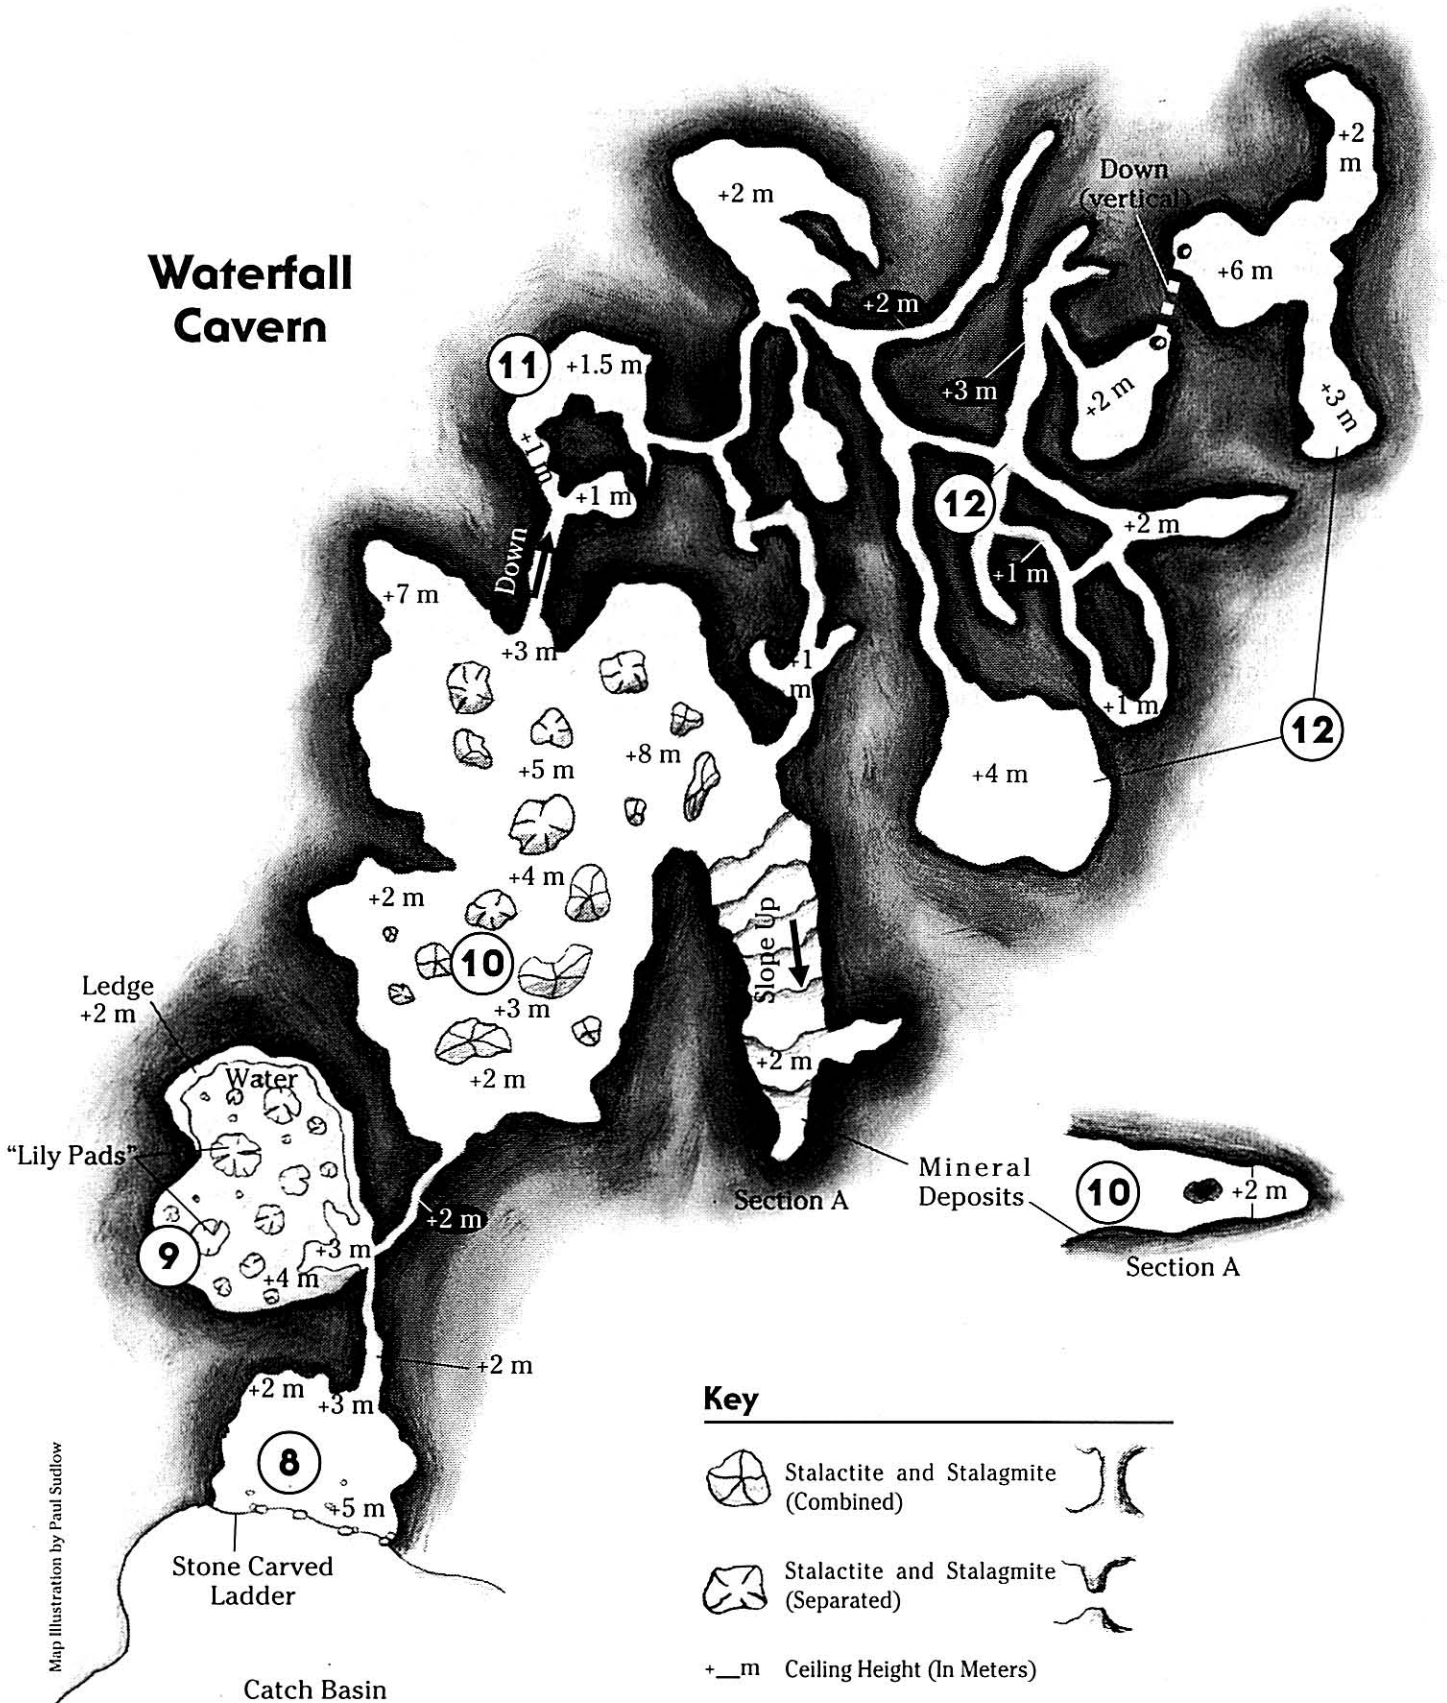 Waterfall
Cavern
+2 m
+2
m
Down
(vertical)
+6 m
+2 m
11
+1.5 m
+3 m
+2 m
+3 m
+1 m
+1 m
12
+2 m
Down
+1 m
+7 m
+3 m
+1
m
+1 m
12
+8 m
+5 m
+4 m
+4 m
+2 m
10
Slope Up
Ledge
+2 m
+3 m
+2 m
+2 m
Water
"Lily Pads"
Mineral
Deposits
10
+2 m
Section A
Section A
+2 m
9
+3 m
+4 m
+2 m
+2 m
+3 m
8
+5 m
Stone Carved
Ladder
Catch Basin
Map Illustration by Paul Sudlow
Key
Stalactite and Stalagmite
(Combined)
Stalactite and Stalagmite
(Separated)
+__m Ceiling Height (In Meters)